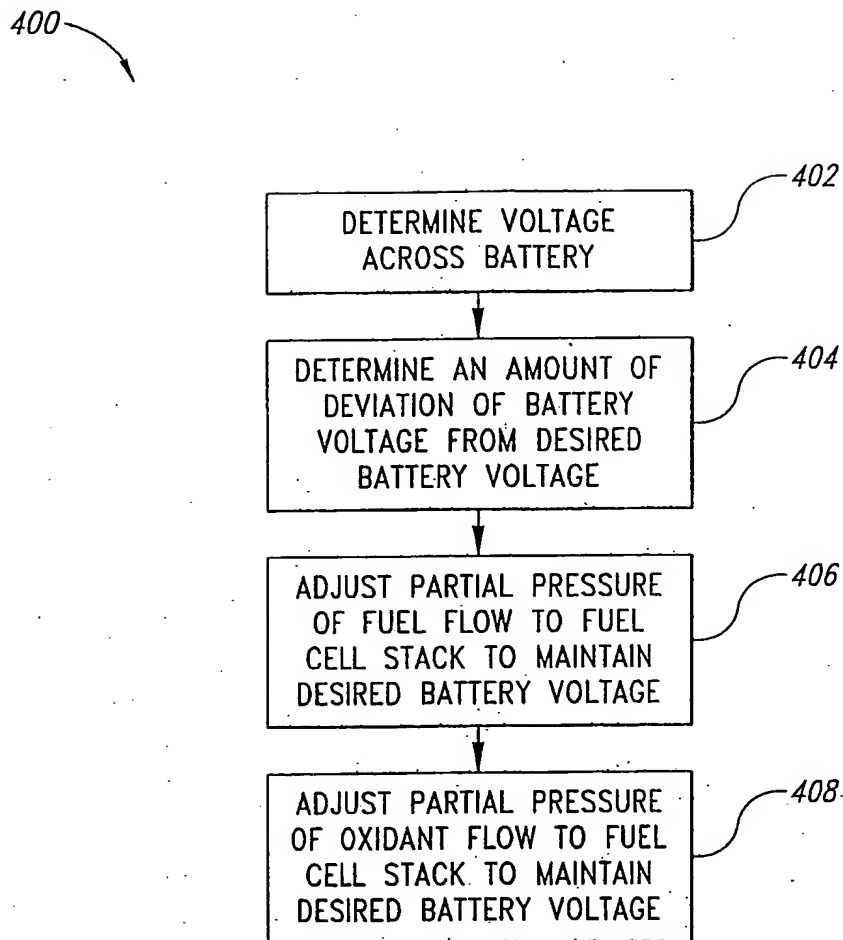 400
402
DETERMINE VOLTAGE
ACROSS BATTERY
404
DETERMINE AN AMOUNT OF
DEVIATION OF BATTERY
VOLTAGE FROM DESIRED
BATTERY VOLTAGE
406
ADJUST PARTIAL PRESSURE
OF FUEL FLOW TO FUEL
CELL STACK TO MAINTAIN
DESIRED BATTERY VOLTAGE
408
ADJUST PARTIAL PRESSURE
OF OXIDANT FLOW TO FUEL
CELL STACK TO MAINTAIN
DESIRED BATTERY VOLTAGE